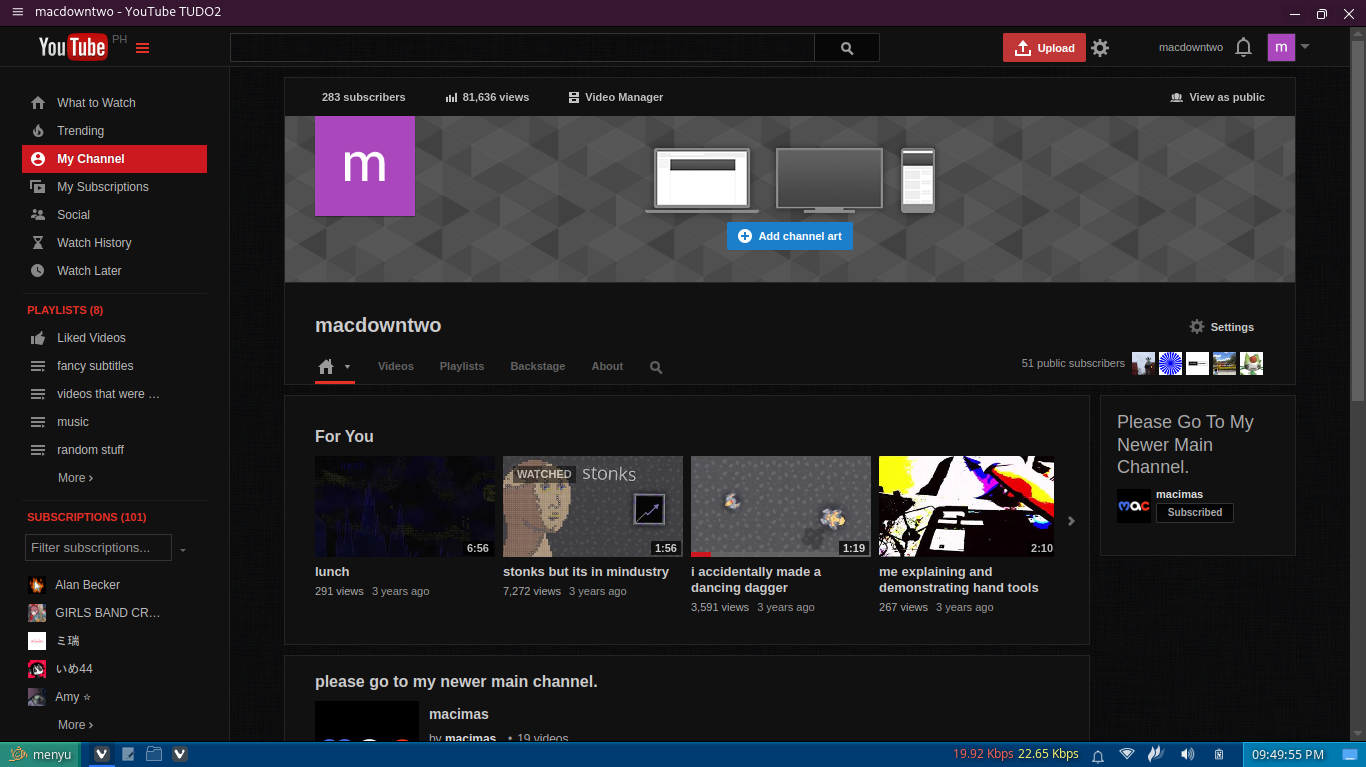 macdowntwo - YouTube TUDO2
YouTube PH
Upload
macdowntwo
m
What to Watch
Trending
My Channel
My Subscriptions
Social
Watch History
Watch Later
PLAYLISTS (8)
Liked Videos
fancy subtitles
videos that were …
music
random stuff
More ›
SUBSCRIPTIONS (101)
Filter subscriptions...
Alan Becker
GIRLS BAND CR…
ミ瑞
いめ44
Amy ⭐
More ›
283 subscribers
81,636 views
Video Manager
View as public
m
Add channel art
macdowntwo
Settings
Videos
Playlists
Backstage
About
51 public subscribers
For You
6:56
lunch
291 views 3 years ago
WATCHED
stonks
1:56
stonks but its in mindustry
7,272 views 3 years ago
1:19
i accidentally made a
dancing dagger
3,591 views 3 years ago
2:10
me explaining and
demonstrating hand tools
267 views 3 years ago
Please Go To My
Newer Main
Channel.
mac
macimas
Subscribed
please go to my newer main channel.
macimas
by macimas • 19 videos
menyu
19.92 Kbps 22.65 Kbps
09:49:55 PM